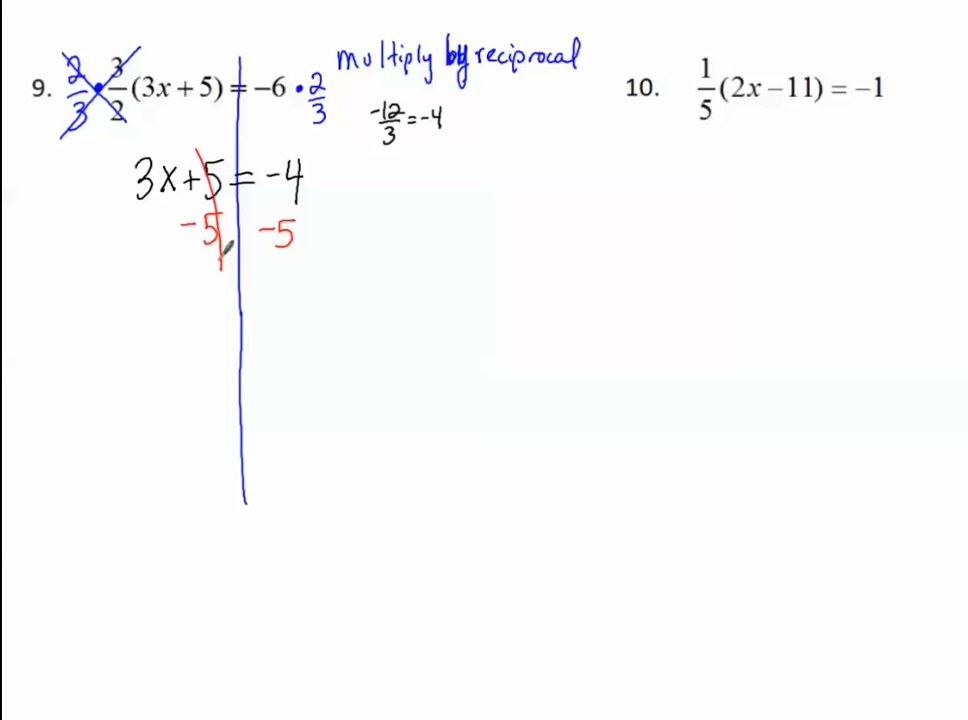 multiply by reciprocal
9. 2/3 • 3/2 (3x + 5) = −6 • 2/3
-12/3 = -4
3x+5 = -4
-5 -5
10. 1/5 (2x − 11) = −1